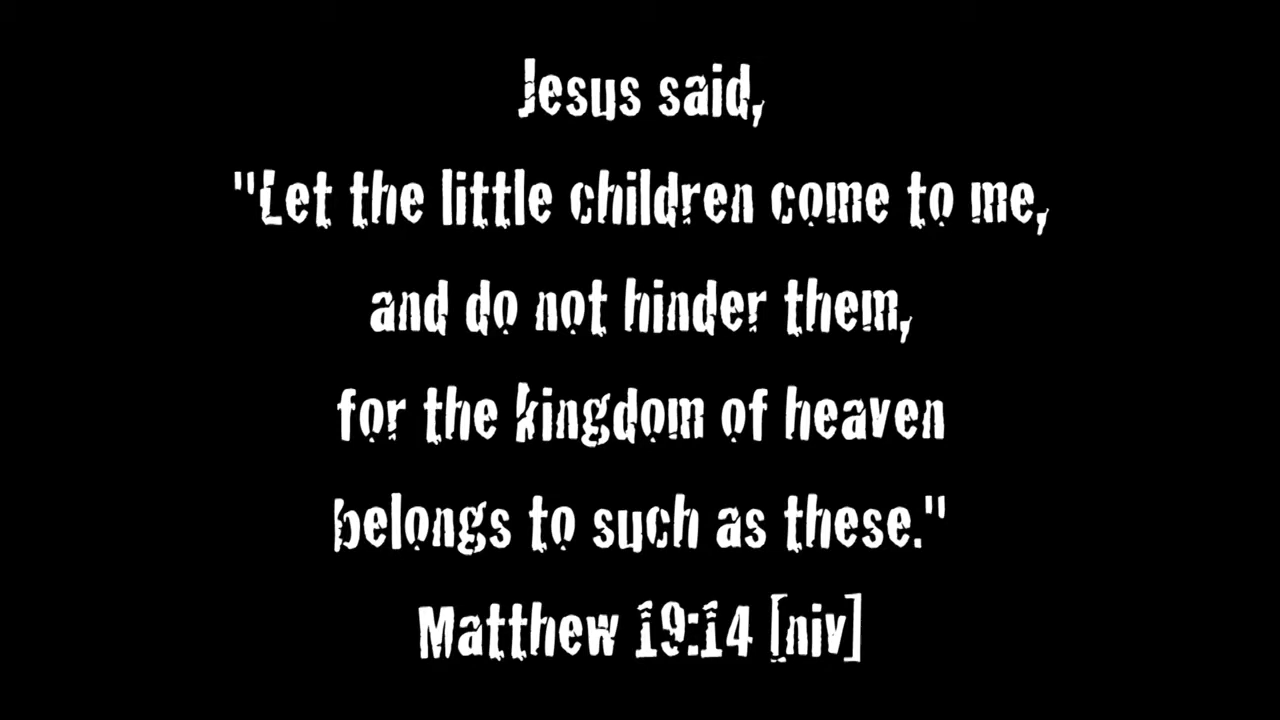 Jesus said,
"Let the little children come to me,
and do not hinder them,
for the kingdom of heaven
belongs to such as these."
Matthew 19:14 [niv]